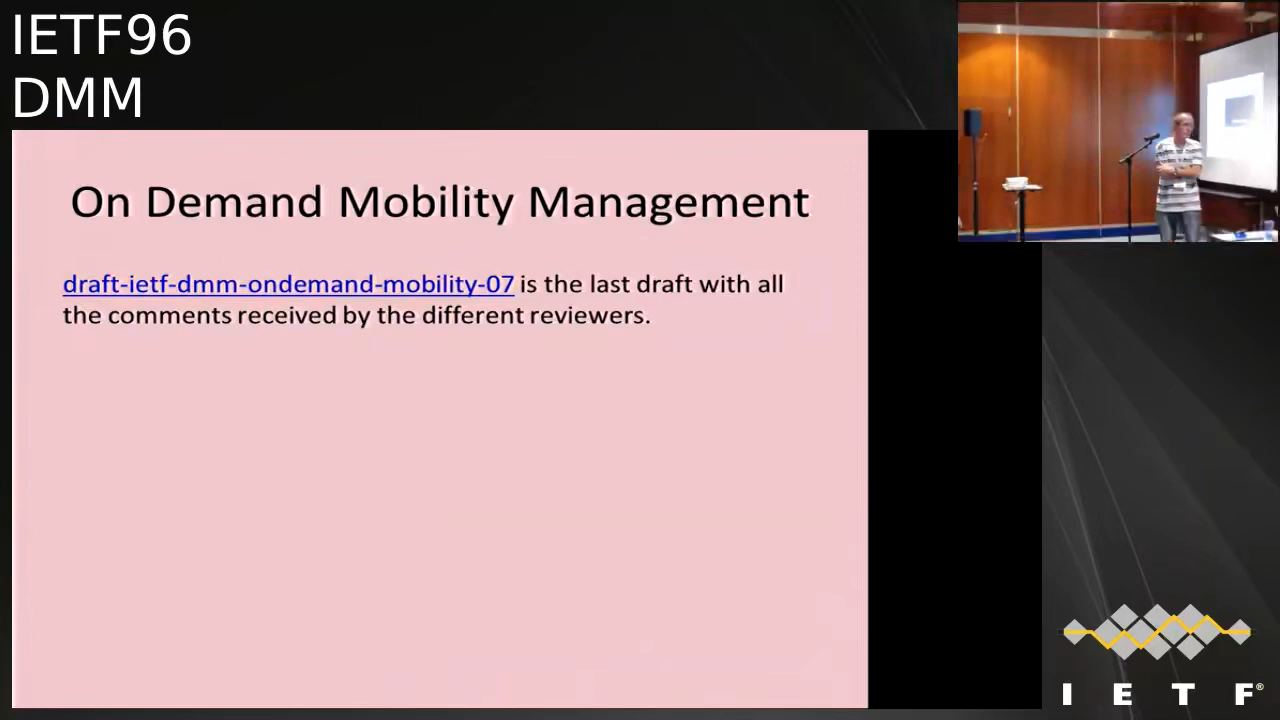 IETF96
DMM
On Demand Mobility Management
draft-ietf-dmm-ondemand-mobility-07 is the last draft with all
the comments received by the different reviewers.
I E T F®